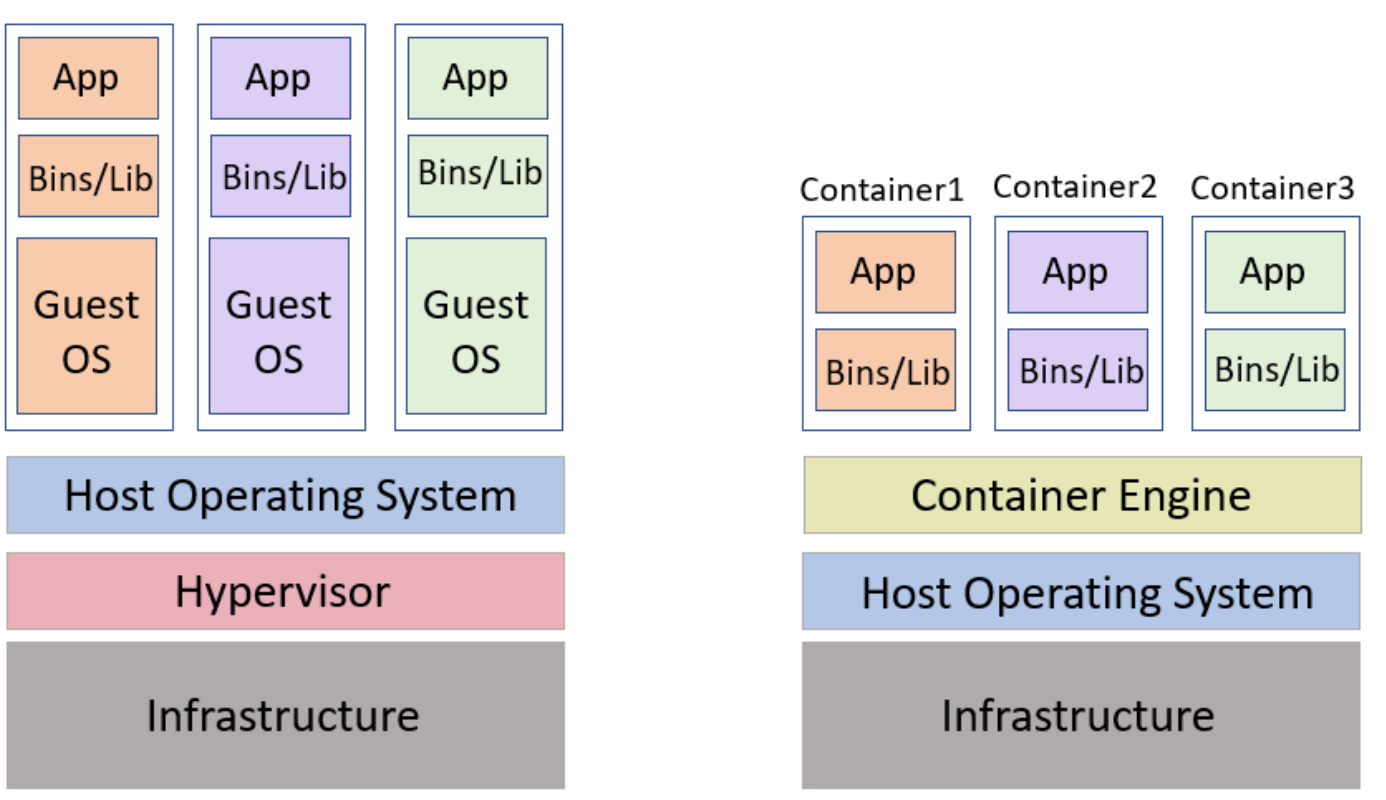 App
App
App
Bins/Lib
Bins/Lib
Bins/Lib
Guest
OS
Guest
OS
Guest
OS
Host Operating System
Hypervisor
Infrastructure
Container1
Container2
Container3
App
App
App
Bins/Lib
Bins/Lib
Bins/Lib
Container Engine
Host Operating System
Infrastructure